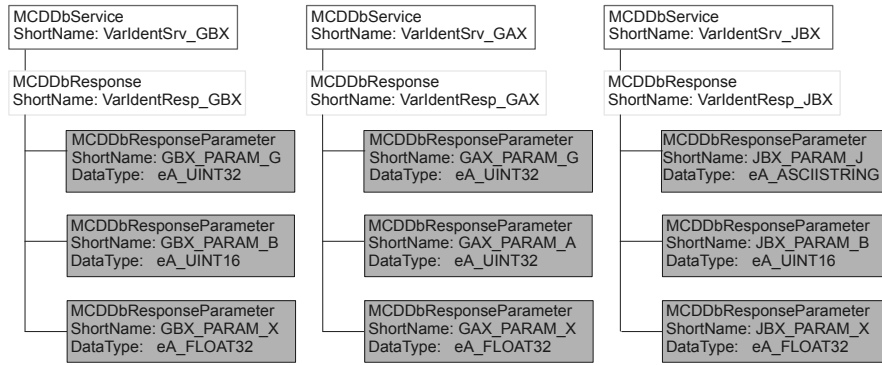 MCDDbService
ShortName: VarIdentSrv_GBX
MCDDbResponse
ShortName: VarIdentResp_GBX
MCDDbResponseParameter
ShortName: GBX_PARAM_G
DataType: eA_UINT32
MCDDbResponseParameter
ShortName: GBX_PARAM_B
DataType: eA_UINT16
MCDDbResponseParameter
ShortName: GBX_PARAM_X
DataType: eA_FLOAT32
MCDDbService
ShortName: VarIdentSrv_GAX
MCDDbResponse
ShortName: VarIdentResp_GAX
MCDDbResponseParameter
ShortName: GAX_PARAM_G
DataType: eA_UINT32
MCDDbResponseParameter
ShortName: GAX_PARAM_A
DataType: eA_UINT32
MCDDbResponseParameter
ShortName: GAX_PARAM_X
DataType: eA_FLOAT32
MCDDbService
ShortName: VarIdentSrv_JBX
MCDDbResponse
ShortName: VarIdentResp_JBX
MCDDbResponseParameter
ShortName: JBX_PARAM_J
DataType: eA_ASCIISTRING
MCDDbResponseParameter
ShortName: JBX_PARAM_B
DataType: eA_UINT16
MCDDbResponseParameter
ShortName: JBX_PARAM_X
DataType: eA_FLOAT32